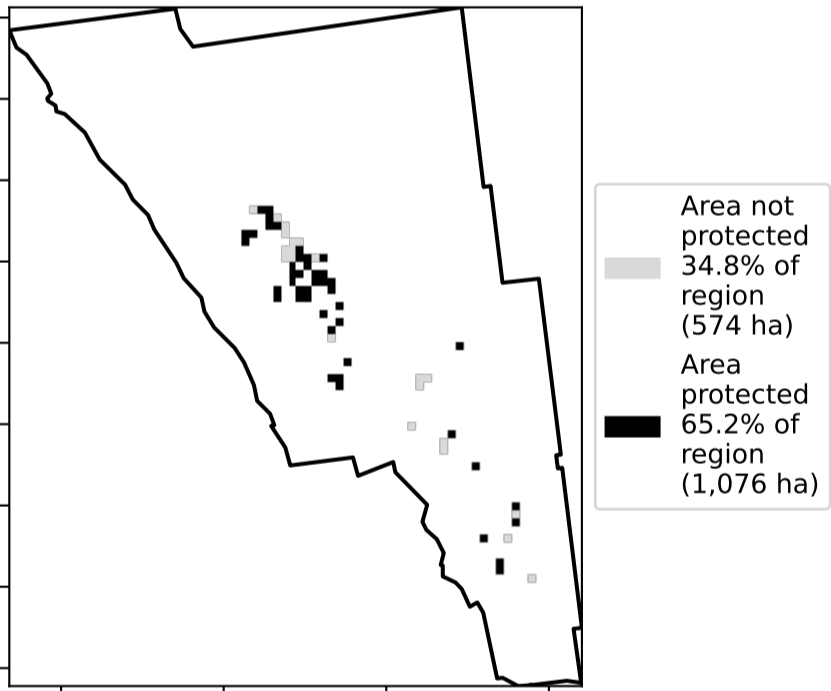 Area not
protected
34.8% of
region
(574 ha)
Area
protected
65.2% of
region
(1,076 ha)